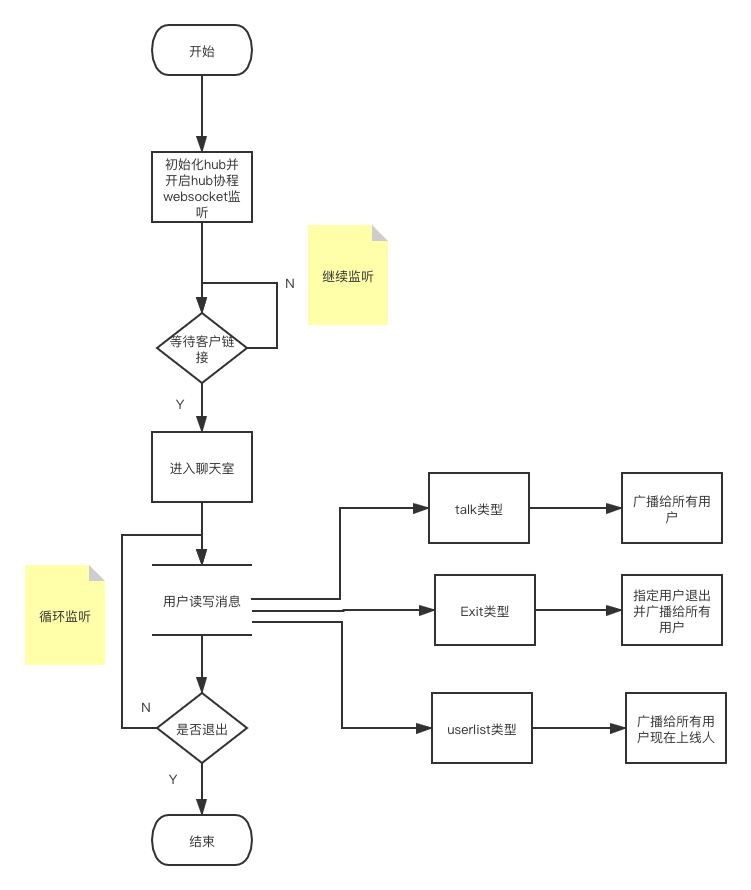 开始
初始化hub并
开启hub协程
websocket监
听
继续监听
N
等待客户链
接
Y
进入聊天室
talk类型
广播给所有用
户
用户读写消息
循环监听
Exit类型
指定用户退出
并广播给所有
用户
N
是否退出
userlist类型
广播给所有用
户现在上线人
Y
结束